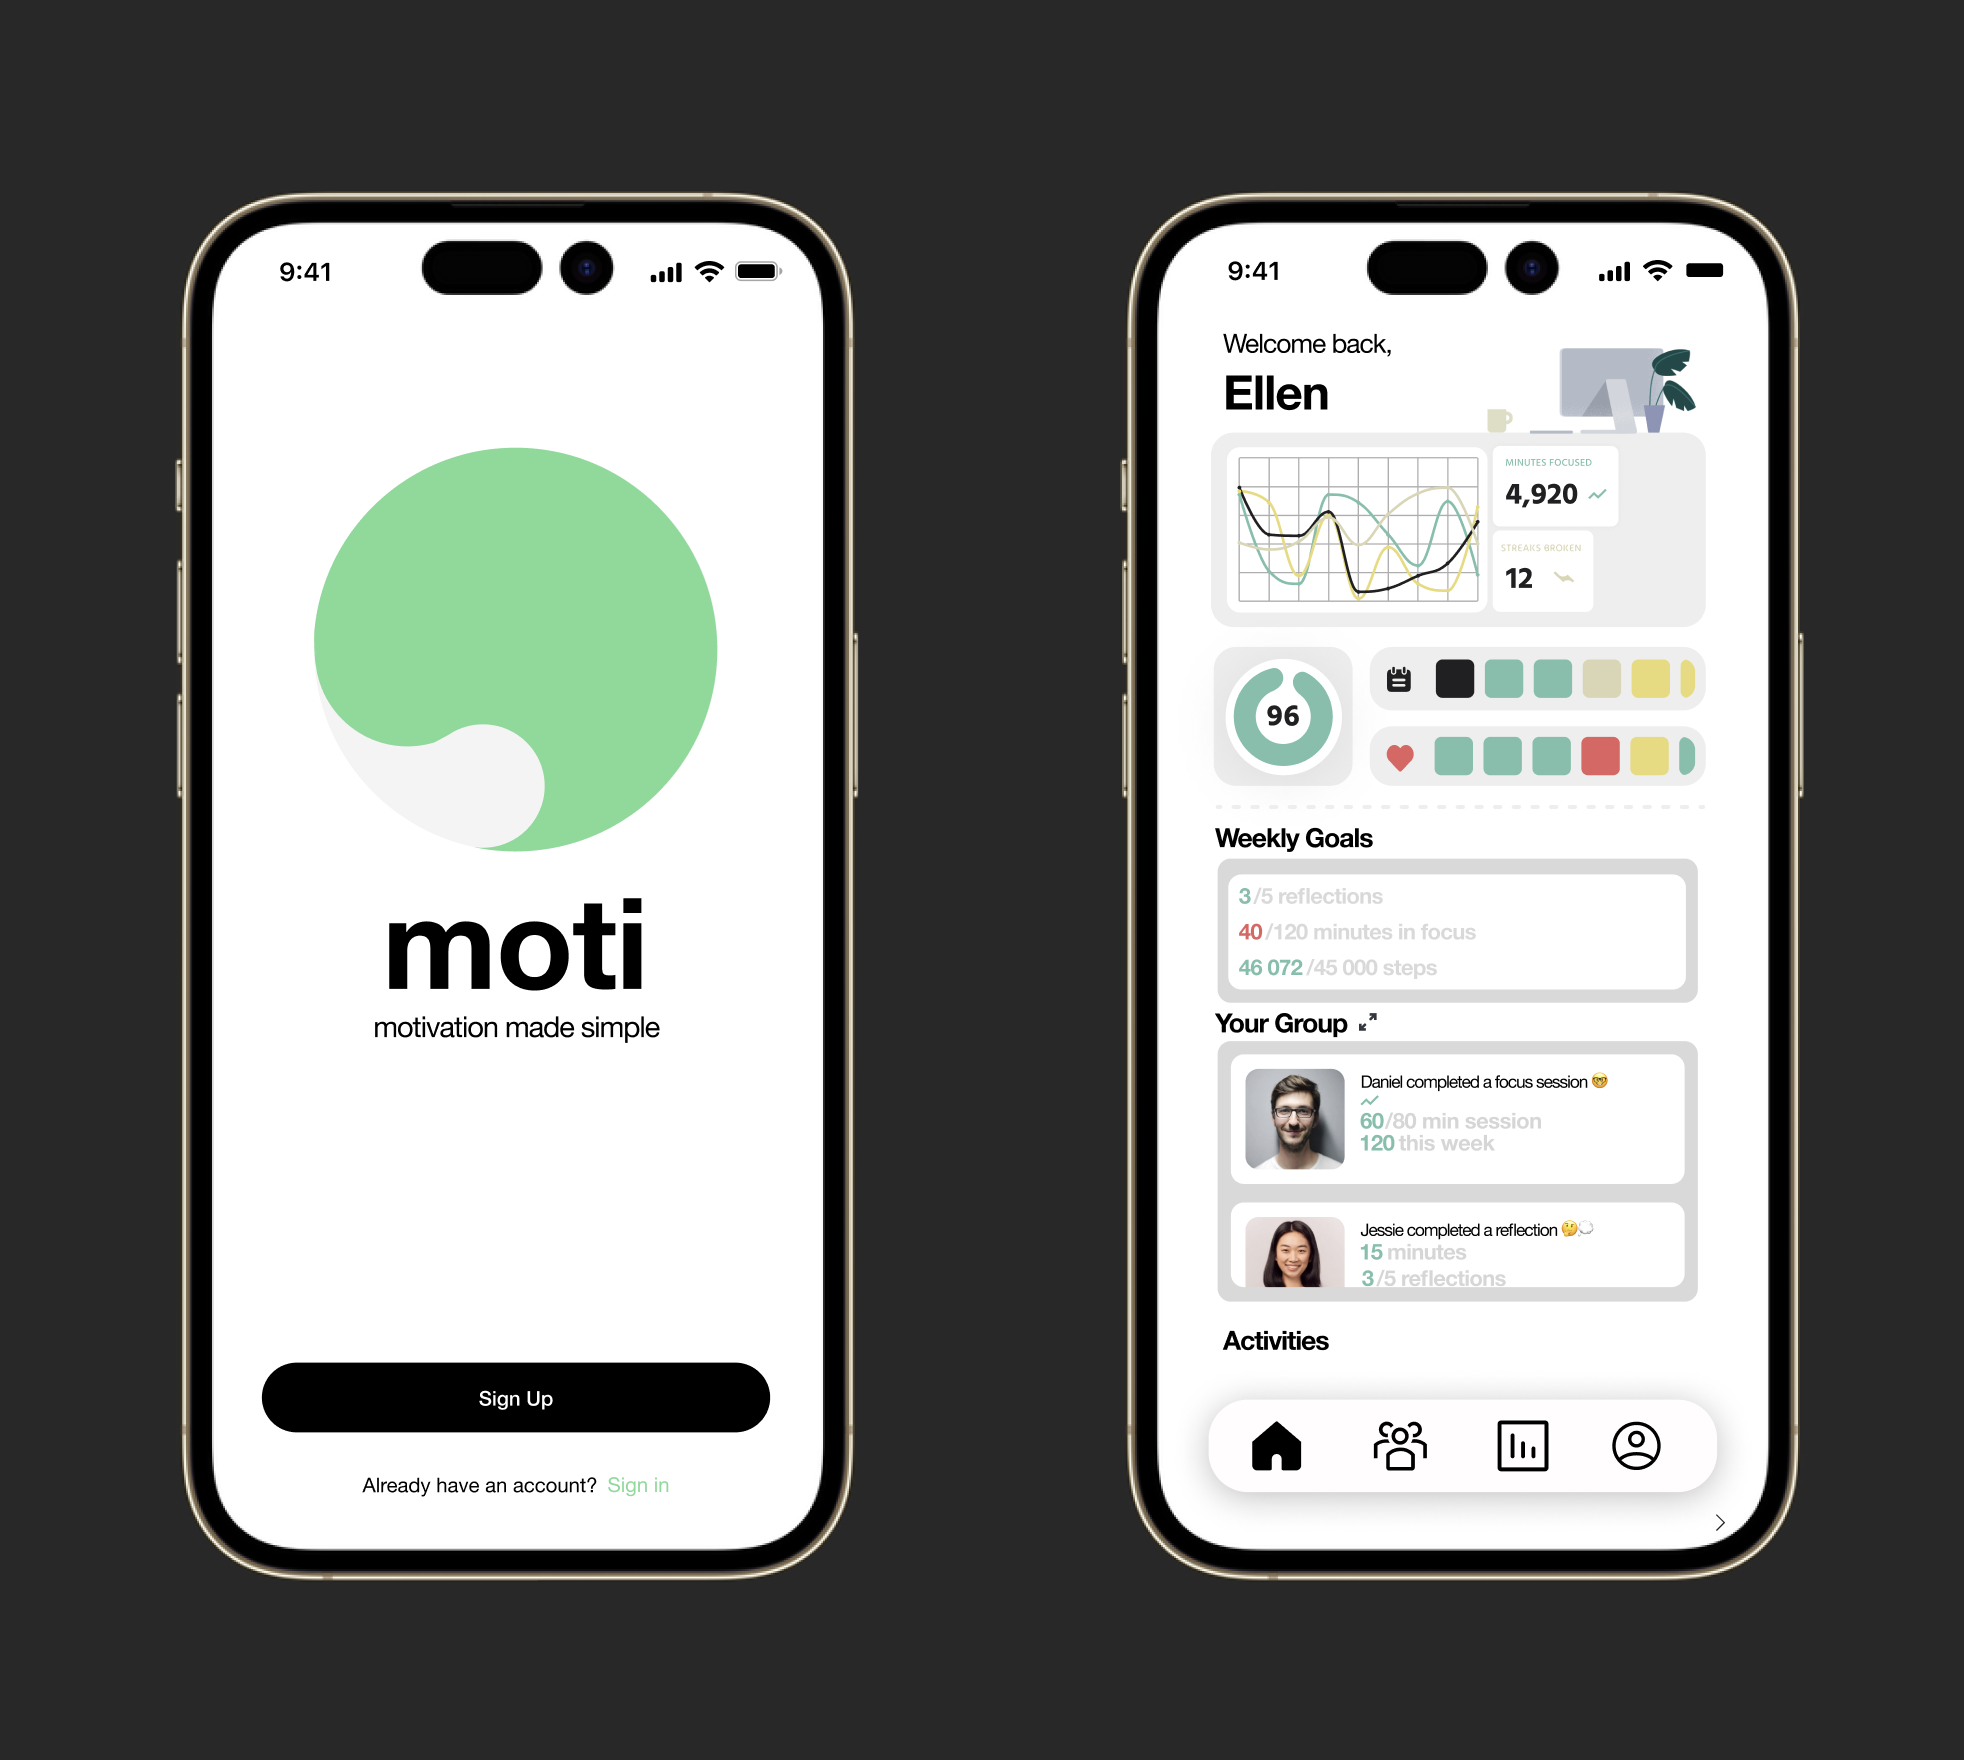 9:41
moti
motivation made simple
Sign Up
Already have an account? Sign in
9:41
Welcome back,
Ellen
MINUTES FOCUSED
4,920
STREAKS BROKEN
12
96
Weekly Goals
3/5 reflections
40/120 minutes in focus
46 072/45 000 steps
Your Group
Daniel completed a focus session 🤓
60/80 min session
120 this week
Jessie completed a reflection 🤔💭
15 minutes
3/5 reflections
Activities